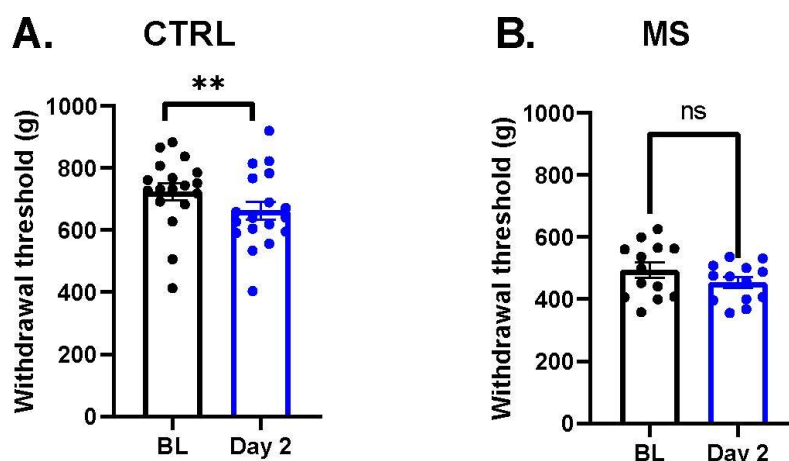 A. CTRL
**
Withdrawal threshold (g)
1000
800
600
400
200
0
BL Day 2
B. MS
ns
Withdrawal threshold (g)
1000
800
600
400
200
0
BL Day 2